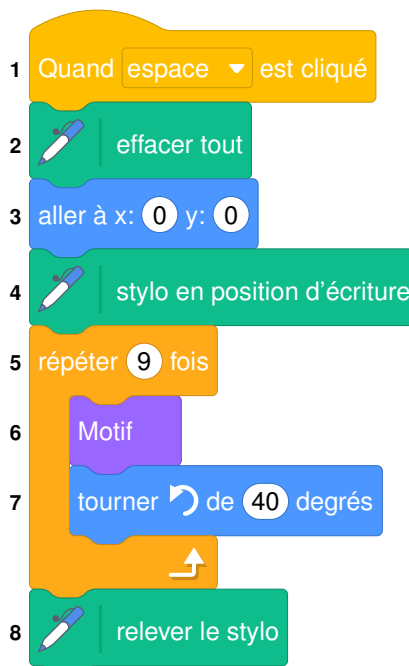 1 Quand espace est cliqué
2 effacer tout
3 aller à x: 0 y: 0
4 stylo en position d'écriture
5 répéter 9 fois
6 Motif
7 tourner de 40 degrés
8 relever le stylo